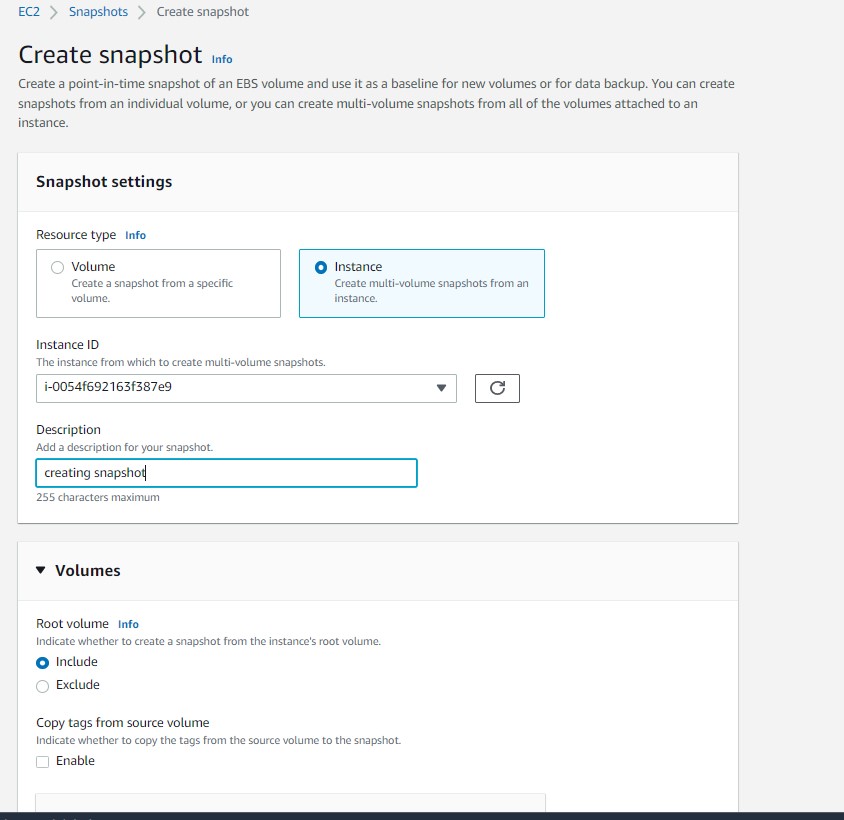 EC2 > Snapshots > Create snapshot
Create snapshot Info
Create a point-in-time snapshot of an EBS volume and use it as a baseline for new volumes or for data backup. You can create
snapshots from an individual volume, or you can create multi-volume snapshots from all of the volumes attached to an
instance.
Snapshot settings
Resource type Info
Volume
Create a snapshot from a specific
volume.
Instance
Create multi-volume snapshots from an
instance.
Instance ID
The instance from which to create multi-volume snapshots.
i-0054f692163f387e9
Description
Add a description for your snapshot.
creating snapshot
255 characters maximum
Volumes
Root volume Info
Indicate whether to create a snapshot from the instance's root volume.
Include
Exclude
Copy tags from source volume
Indicate whether to copy the tags from the source volume to the snapshot.
Enable